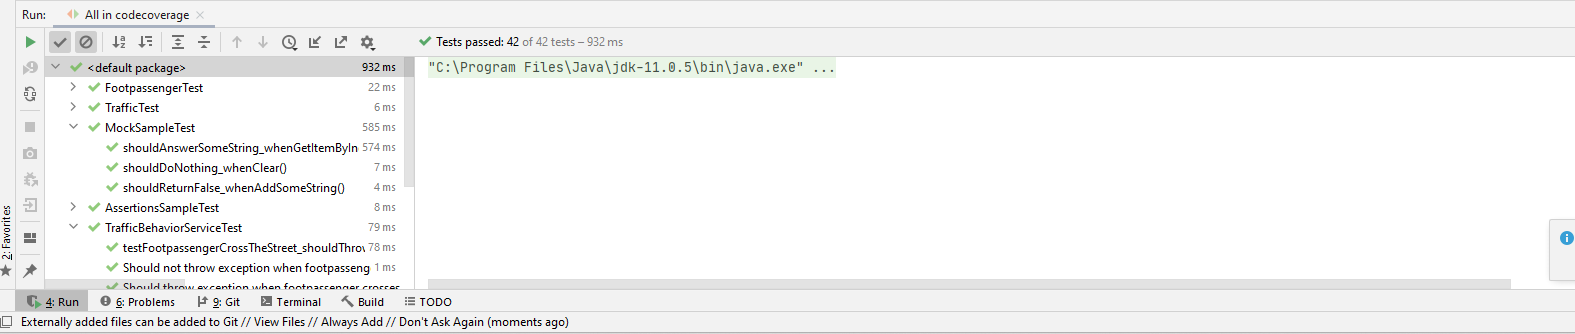 Run: All in codecoverage
Tests passed: 42 of 42 tests – 932 ms
<default package> 932 ms
"C:\Program Files\Java\jdk-11.0.5\bin\java.exe" ...
FootpassengerTest 22 ms
TrafficTest 6 ms
MockSampleTest 585 ms
shouldAnswerSomeString_whenGetItemByIn 574 ms
shouldDoNothing_whenClear() 7 ms
shouldReturnFalse_whenAddSomeString() 4 ms
AssertionsSampleTest 8 ms
TrafficBehaviorServiceTest 79 ms
testFootpassengerCrossTheStreet_shouldThrow 78 ms
Should not throw exception when footpasseng 1 ms
Should throw exception when footpassenger crosses
2: Favorites
4: Run 6: Problems 9: Git Terminal Build TODO
Externally added files can be added to Git // View Files // Always Add // Don't Ask Again (moments ago)